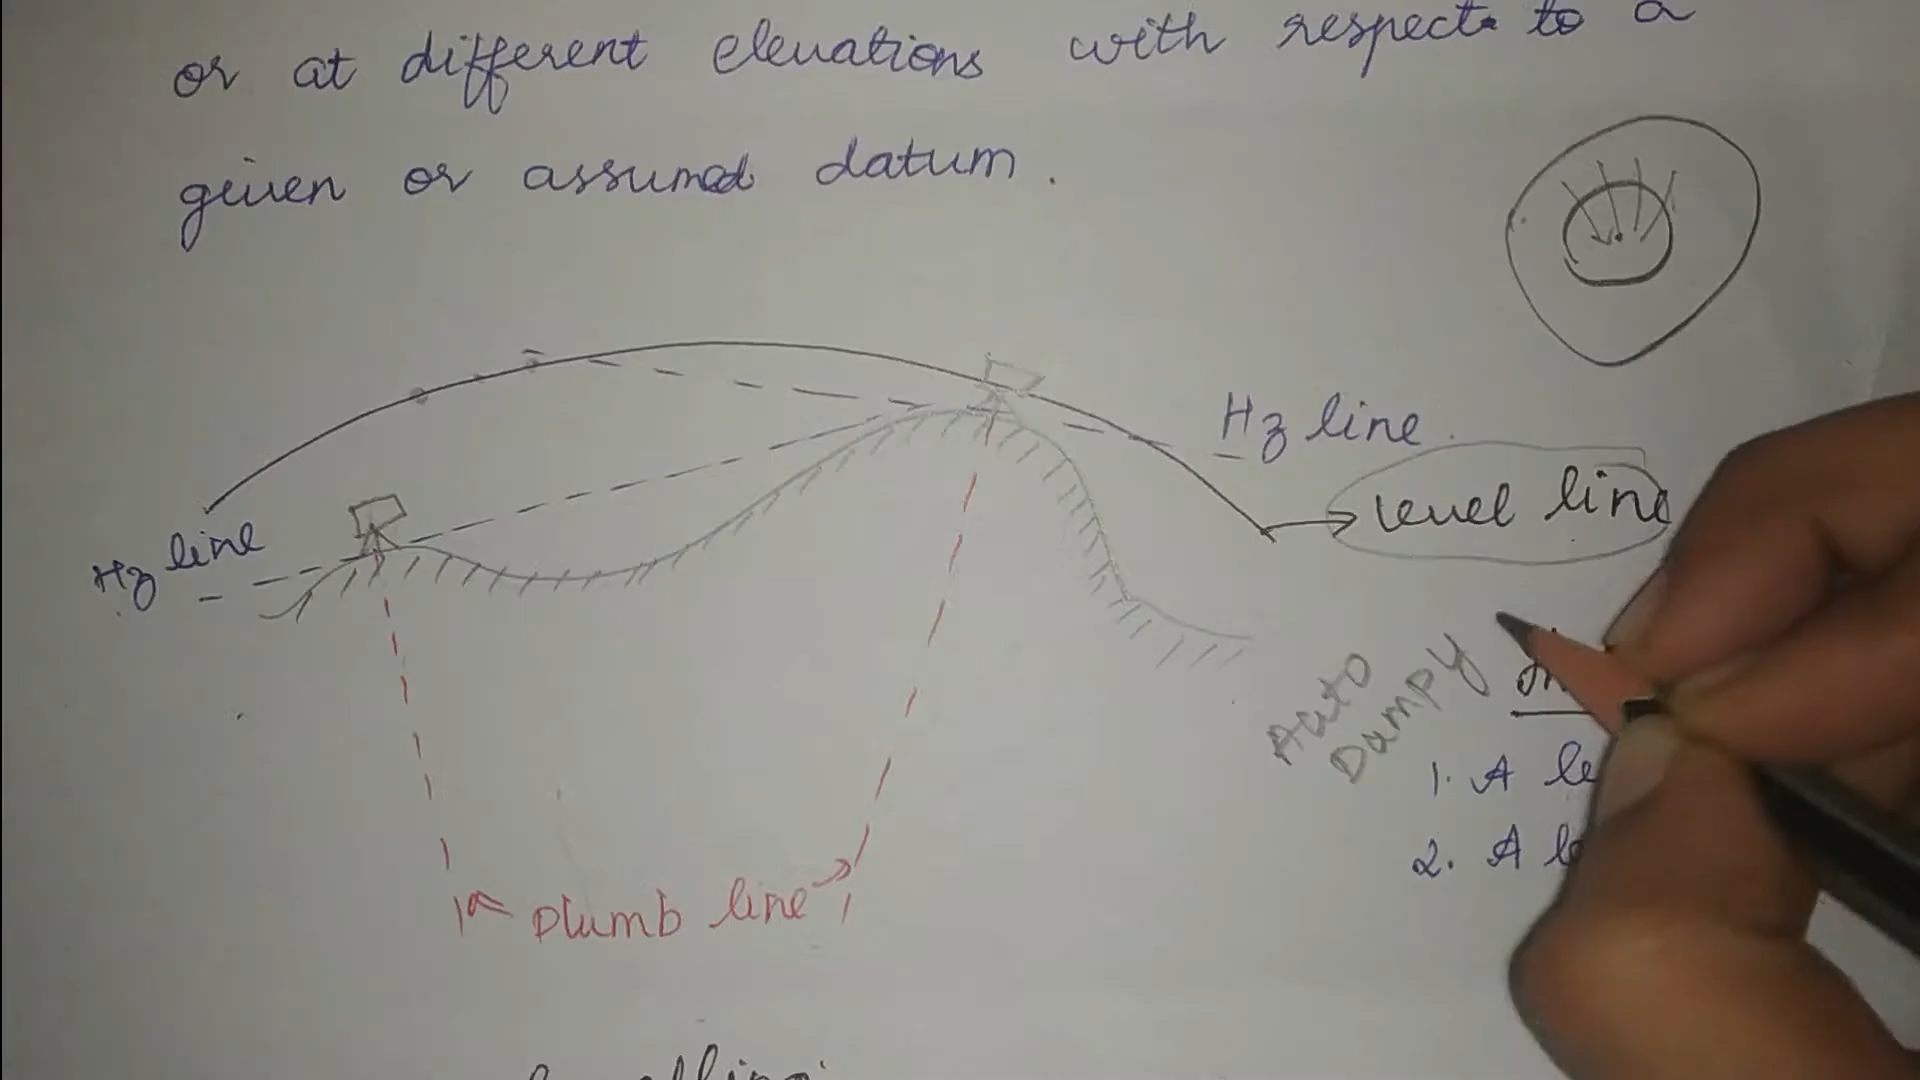 or at different elevations with respect to a
given or assumed datum.
Hz line
level line
Hz line
Auto
Dumpy
1. A le
2. A le
Plumb line
levelling: